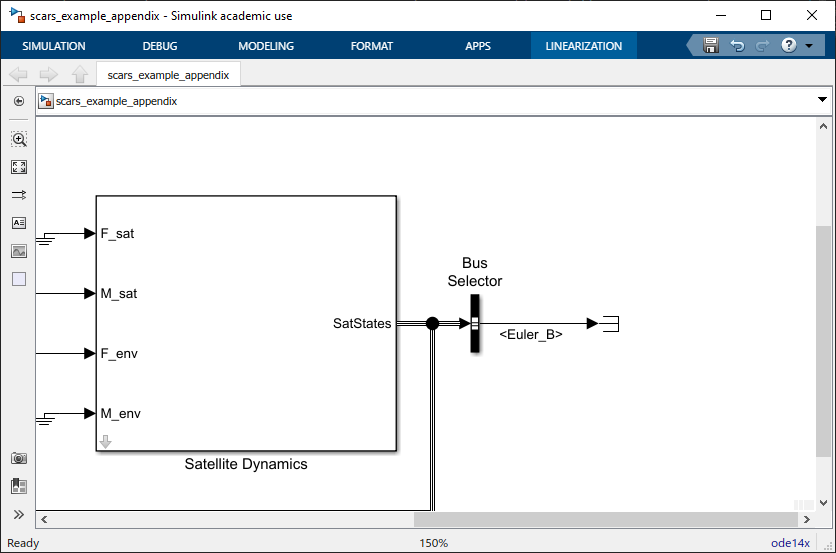 scars_example_appendix - Simulink academic use
SIMULATION DEBUG MODELING FORMAT APPS LINEARIZATION ?
scars_example_appendix
scars_example_appendix
A
F_sat
M_sat
F_env
M_env
SatStates
Satellite Dynamics
Bus
Selector
<Euler_B>
Ready 150% ode14x